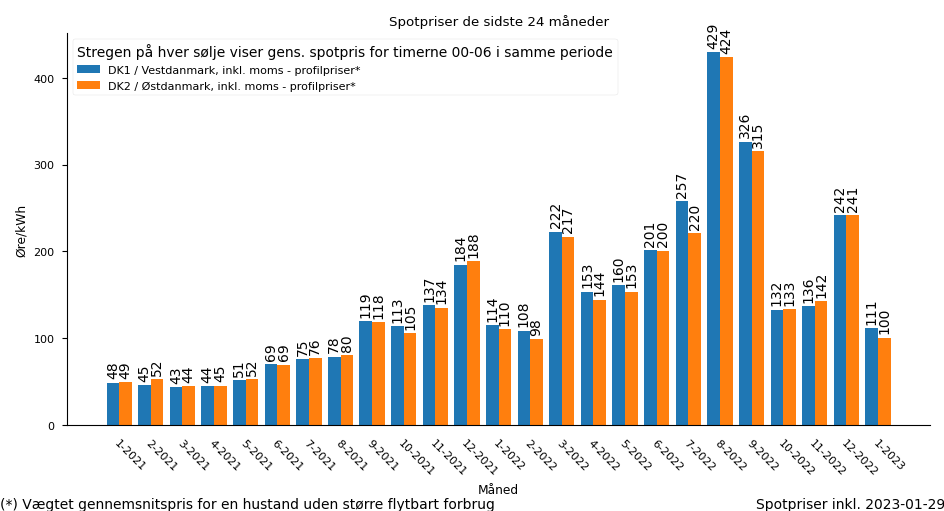 Spotpriser de sidste 24 måneder
Stregen på hver sølje viser gens. spotpris for timerne 00-06 i samme periode
DK1 / Vestdanmark, inkl. moms - profilpriser*
DK2 / Østdanmark, inkl. moms - profilpriser*
Øre/kWh
400
300
200
100
0
48 49 45 52 43 44 44 45 51 52 69 69 75 76 78 80 119 118 113 105 137 134 184 188 114 110 108 98 222 217 153 144 160 153 201 200 257 220 429 424 326 315 132 133 136 142 242 241 111 100
1-2021 2-2021 3-2021 4-2021 5-2021 6-2021 7-2021 8-2021 9-2021 10-2021 11-2021 12-2021 1-2022 2-2022 3-2022 4-2022 5-2022 6-2022 7-2022 8-2022 9-2022 10-2022 11-2022 12-2022 1-2023
Måned
(*) Vægtet gennemsnitspris for en hustand uden større flytbart forbrug
Spotpriser inkl. 2023-01-29